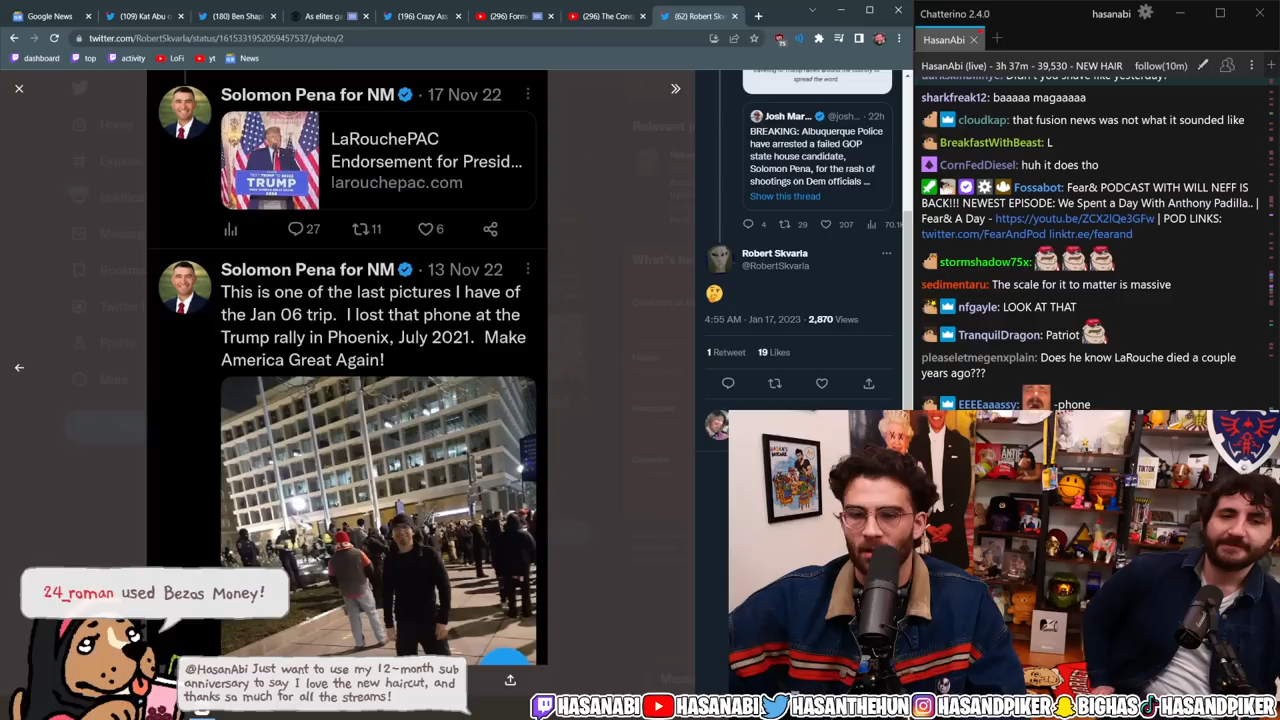 Google News
(109) Kat Abu
(180) Ben Shapi
As elites ga
(196) Crazy Ass
(296) Form
(296) The Con
(62) Robert Sk
twitter.com/RobertSkvarla/status/1615331952059457537/photo/2
75
dashboard
top
activity
LoFi
yt
News
Solomon Pena for NM
17 Nov 22
LaRouchePAC
Endorsement for Presid...
larouchepac.com
TRUMP
27
11
6
Solomon Pena for NM
13 Nov 22
This is one of the last pictures I have of
the Jan 06 trip. I lost that phone at the
Trump rally in Phoenix, July 2021. Make
America Great Again!
spread the word.
Josh Mar...
@josh...
22h
BREAKING: Albuquerque Police
have arrested a failed GOP
state house candidate,
Solomon Pena, for the rash of
shootings on Dem officials ...
Show this thread
4
29
207
70.1
Robert Skvarla
@RobertSkvarla
4:55 AM · Jan 17, 2023 · 2,870 Views
1 Retweet
19 Likes
Chatterino 2.4.0
hasanabi
HasanAbi
HasanAbi (live) - 3h 37m - 39,530 - NEW HAIR
follow(10m)
sharkfreak12: baaaaa magaaaaa
cloudkap: that fusion news was not what it sounded like
BreakfastWithBeast: L
CornFedDiesel: huh it does tho
Fossabot: Fear& PODCAST WITH WILL NEFF IS
BACK!!! NEWEST EPISODE: We Spent a Day With Anthony Padilla.. |
Fear& A Day - https://youtu.be/ZCX2lQe3GFw | POD LINKS:
twitter.com/FearAndPod linktr.ee/fearand
stormshadow75x:
sedimentaru: The scale for it to matter is massive
nfgayle: LOOK AT THAT
TranquilDragon: Patriot
pleaseletmegenxplain: Does he know LaRouche died a couple
years ago???
EEEEaaassy: -phone
24_roman used Bezos Money!
@HasanAbi Just want to use my 12-month sub
anniversary to say I love the new haircut, and
thanks so much for all the streams!
TIKTOK
HASANABI
HASANABI
HASANTHEHUN
HASANDPIKER
BIGHAS
HASANDPIKER